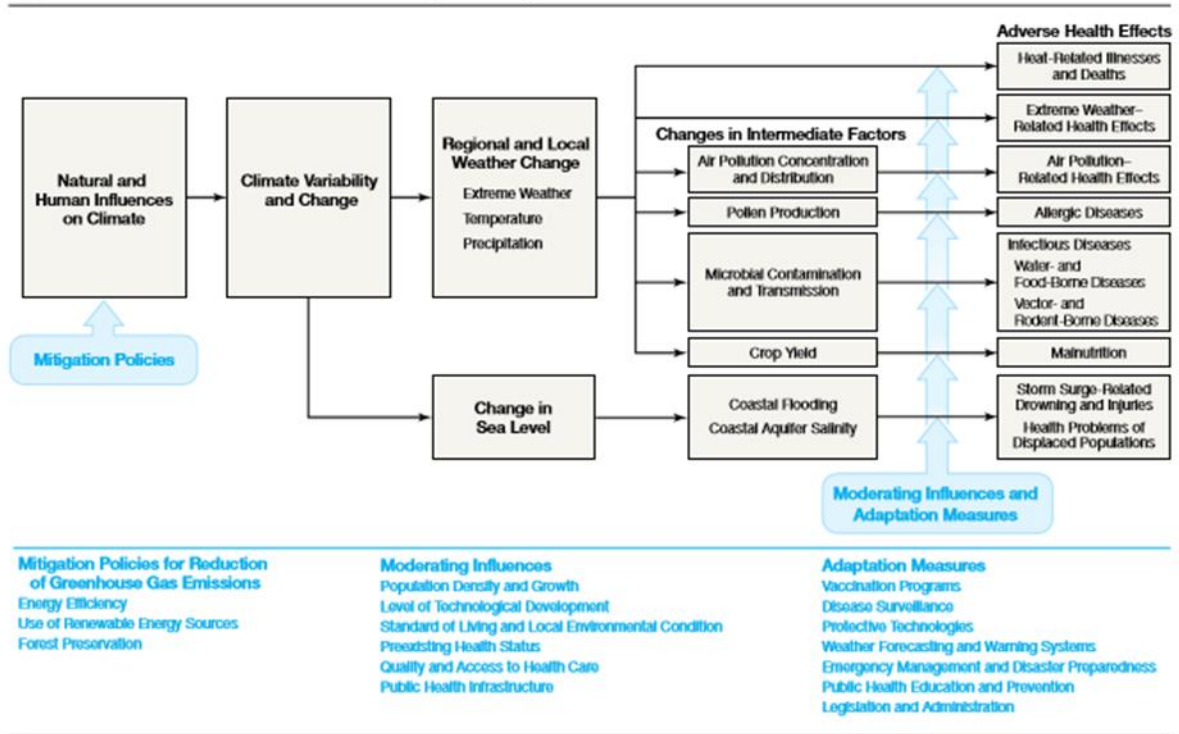 Adverse Health Effects
Heat-Related Illnesses
and Deaths
Extreme Weather–
Related Health Effects
Changes in Intermediate Factors
Regional and Local
Weather Change
Extreme Weather
Temperature
Precipitation
Natural and
Human Influences
on Climate
Climate Variability
and Change
Air Pollution Concentration
and Distribution
Air Pollution–
Related Health Effects
Pollen Production
Allergic Diseases
Microbial Contamination
and Transmission
Infectious Diseases
Water- and
Food-Borne Diseases
Vector- and
Rodent-Borne Diseases
Mitigation Policies
Crop Yield
Malnutrition
Change in
Sea Level
Coastal Flooding
Coastal Aquifer Salinity
Storm Surge-Related
Drowning and Injuries
Health Problems of
Displaced Populations
Moderating Influences and
Adaptation Measures
Mitigation Policies for Reduction
of Greenhouse Gas Emissions
Energy Efficiency
Use of Renewable Energy Sources
Forest Preservation
Moderating Influences
Population Density and Growth
Level of Technological Development
Standard of Living and Local Environmental Condition
Preexisting Health Status
Quality and Access to Health Care
Public Health Infrastructure
Adaptation Measures
Vaccination Programs
Disease Surveillance
Protective Technologies
Weather Forecasting and Warning Systems
Emergency Management and Disaster Preparedness
Public Health Education and Prevention
Legislation and Administration